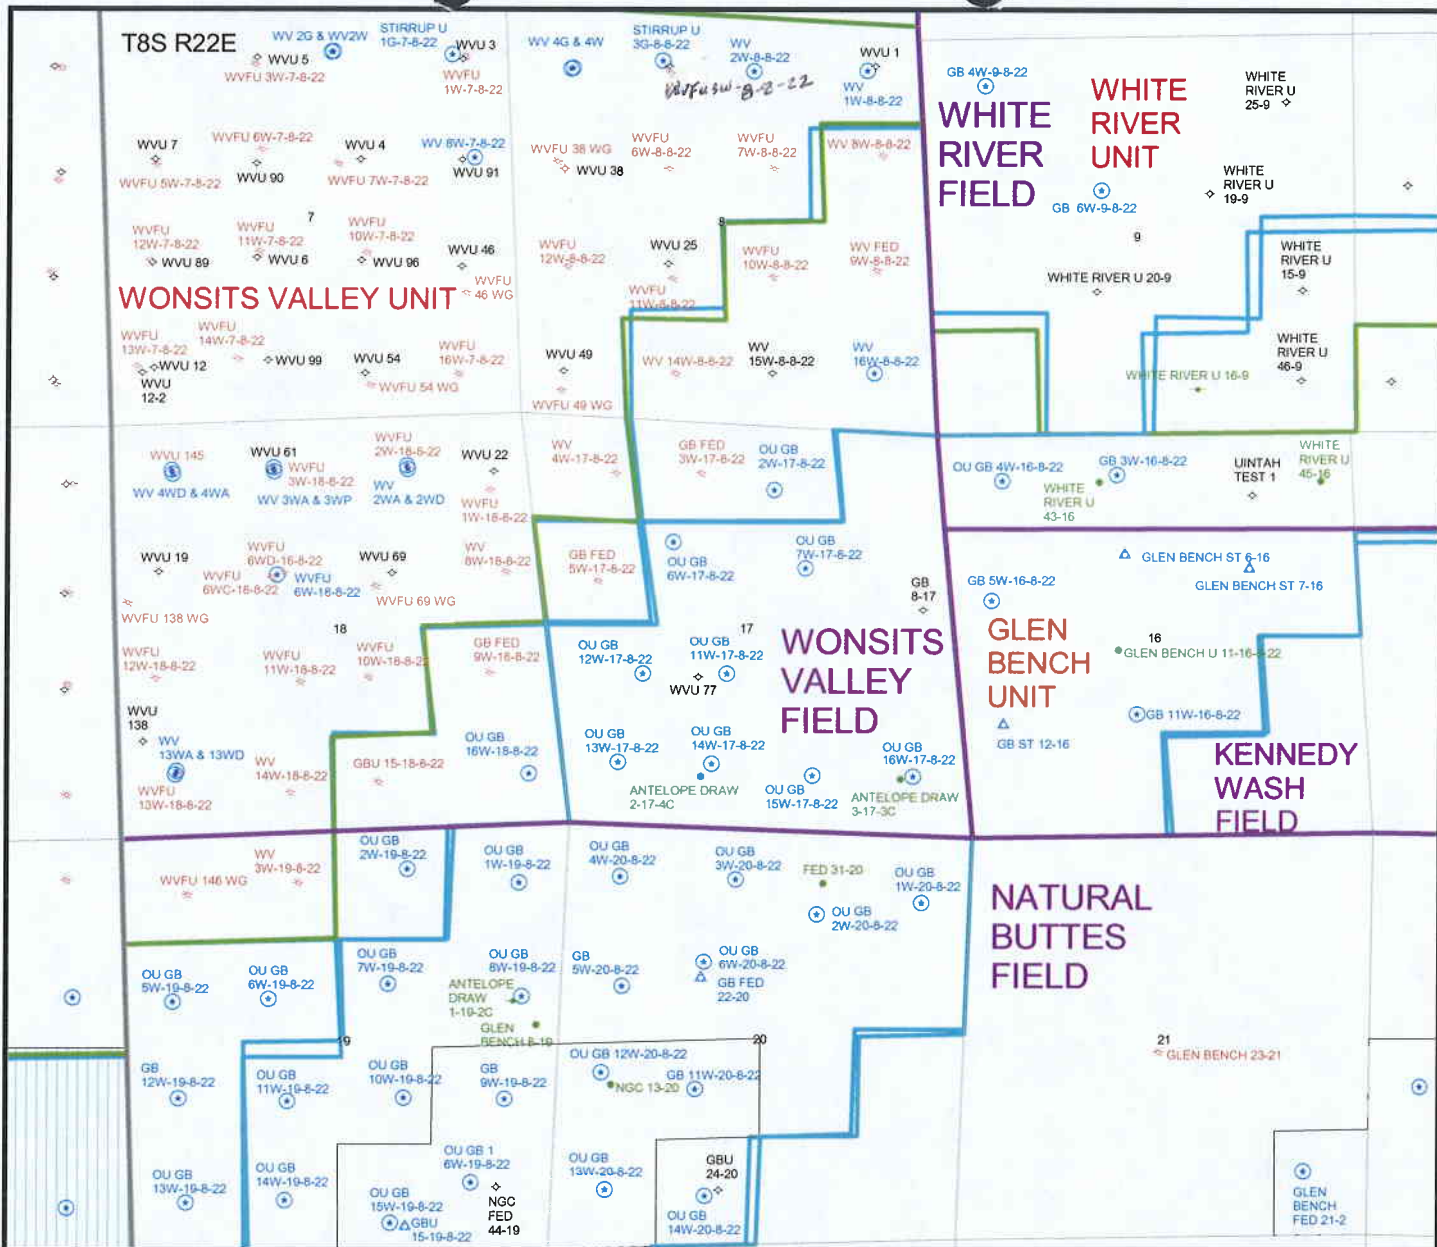 T8S R22E
WV 2G & WV2W
STIRRUP U
1G-7-8-22
WVU 3
WVU 5
WVFU 3W-7-8-22
WVFU
1W-7-8-22
WV 4G & 4W
STIRRUP U
3G-8-8-22
WV
2W-8-8-22
WVU 1
WV
1W-8-8-22
GB 4W-9-8-22
WHITE
RIVER
FIELD
WHITE
RIVER
UNIT
WHITE
RIVER U
25-9
WVU 7
WVFU 6W-7-8-22
WVU 4
WV 8W-7-8-22
WVFU 5W-7-8-22
WVU 90
WVFU 7W-7-8-22
WVU 91
WVFU 38 WG
WVU 38
WVFU
6W-8-8-22
WVFU
7W-8-8-22
WV 8W-8-8-22
GB 6W-9-8-22
WHITE
RIVER U
19-9
7
WVFU
12W-7-8-22
WVU 89
WVFU
11W-7-8-22
WVU 6
WVFU
10W-7-8-22
WVU 96
WVU 46
WVFU
46 WG
WVFU
12W-8-8-22
WVU 25
WVFU
11W-8-8-22
8
WVFU
10W-8-8-22
WV FED
9W-8-8-22
9
WHITE RIVER U 20-9
WHITE
RIVER U
15-9
WONSITS VALLEY UNIT
WVFU
13W-7-8-22
WVFU
14W-7-8-22
WVU 12
WVU
12-2
WVU 99
WVU 54
WVFU 54 WG
WVFU
16W-7-8-22
WVU 49
WVFU 49 WG
WV 14W-8-8-22
WV
15W-8-8-22
WV
16W-8-8-22
WHITE RIVER U 16-9
WHITE
RIVER U
46-9
WVU 145
WV 4WD & 4WA
WVU 61
WVFU
3W-18-8-22
WV 3WA & 3WP
WVFU
2W-18-8-22
WV
2WA & 2WD
WVU 22
WVFU
1W-18-8-22
WV
4W-17-8-22
GB FED
3W-17-8-22
OU GB
2W-17-8-22
OU GB 4W-16-8-22
GB 3W-16-8-22
WHITE
RIVER U
43-16
UINTAH
TEST 1
WHITE
RIVER U
45-16
WVU 19
WVFU
6WD-16-8-22
WVFU
6WC-18-8-22
WVFU
6W-18-8-22
WVU 69
WVFU 69 WG
WV
8W-18-8-22
GB FED
5W-17-8-22
OU GB
6W-17-8-22
OU GB
7W-17-8-22
GB
8-17
GB 5W-16-8-22
GLEN BENCH ST 6-16
GLEN BENCH ST 7-16
WVFU 138 WG
18
WVFU
12W-18-8-22
WVFU
11W-18-8-22
WVFU
10W-18-8-22
GB FED
9W-18-8-22
OU GB
12W-17-8-22
OU GB
11W-17-8-22
17
WVU 77
WONSITS
VALLEY
FIELD
GLEN
BENCH
UNIT
16
GLEN BENCH U 11-16-8-22
WVU
138
WV
13WA & 13WD
WVFU
13W-18-8-22
WV
14W-18-8-22
GBU 15-18-8-22
OU GB
16W-18-8-22
OU GB
13W-17-8-22
OU GB
14W-17-8-22
ANTELOPE DRAW
2-17-4C
OU GB
15W-17-8-22
OU GB
16W-17-8-22
ANTELOPE DRAW
3-17-3C
GB ST 12-16
GB 11W-16-8-22
KENNEDY
WASH
FIELD
WVFU 146 WG
WV
3W-19-8-22
OU GB
2W-19-8-22
OU GB
1W-19-8-22
OU GB
4W-20-8-22
OU GB
3W-20-8-22
FED 31-20
OU GB
2W-20-8-22
OU GB
1W-20-8-22
NATURAL
BUTTES
FIELD
OU GB
5W-19-8-22
OU GB
6W-19-8-22
OU GB
7W-19-8-22
OU GB
8W-19-8-22
ANTELOPE
DRAW
1-19-2C
GLEN
BENCH 8-19
GB
5W-20-8-22
OU GB
6W-20-8-22
GB FED
22-20
19
20
21
GLEN BENCH 23-21
GB
12W-19-8-22
OU GB
11W-19-8-22
OU GB
10W-19-8-22
GB
9W-19-8-22
OU GB 12W-20-8-22
NGC 13-20
GB 11W-20-8-22
OU GB
13W-19-8-22
OU GB
14W-19-8-22
OU GB
15W-19-8-22
GBU
15-19-8-22
OU GB 1
6W-19-8-22
NGC
FED
44-19
OU GB
13W-20-8-22
GBU
24-20
OU GB
14W-20-8-22
GLEN
BENCH
FED 21-2